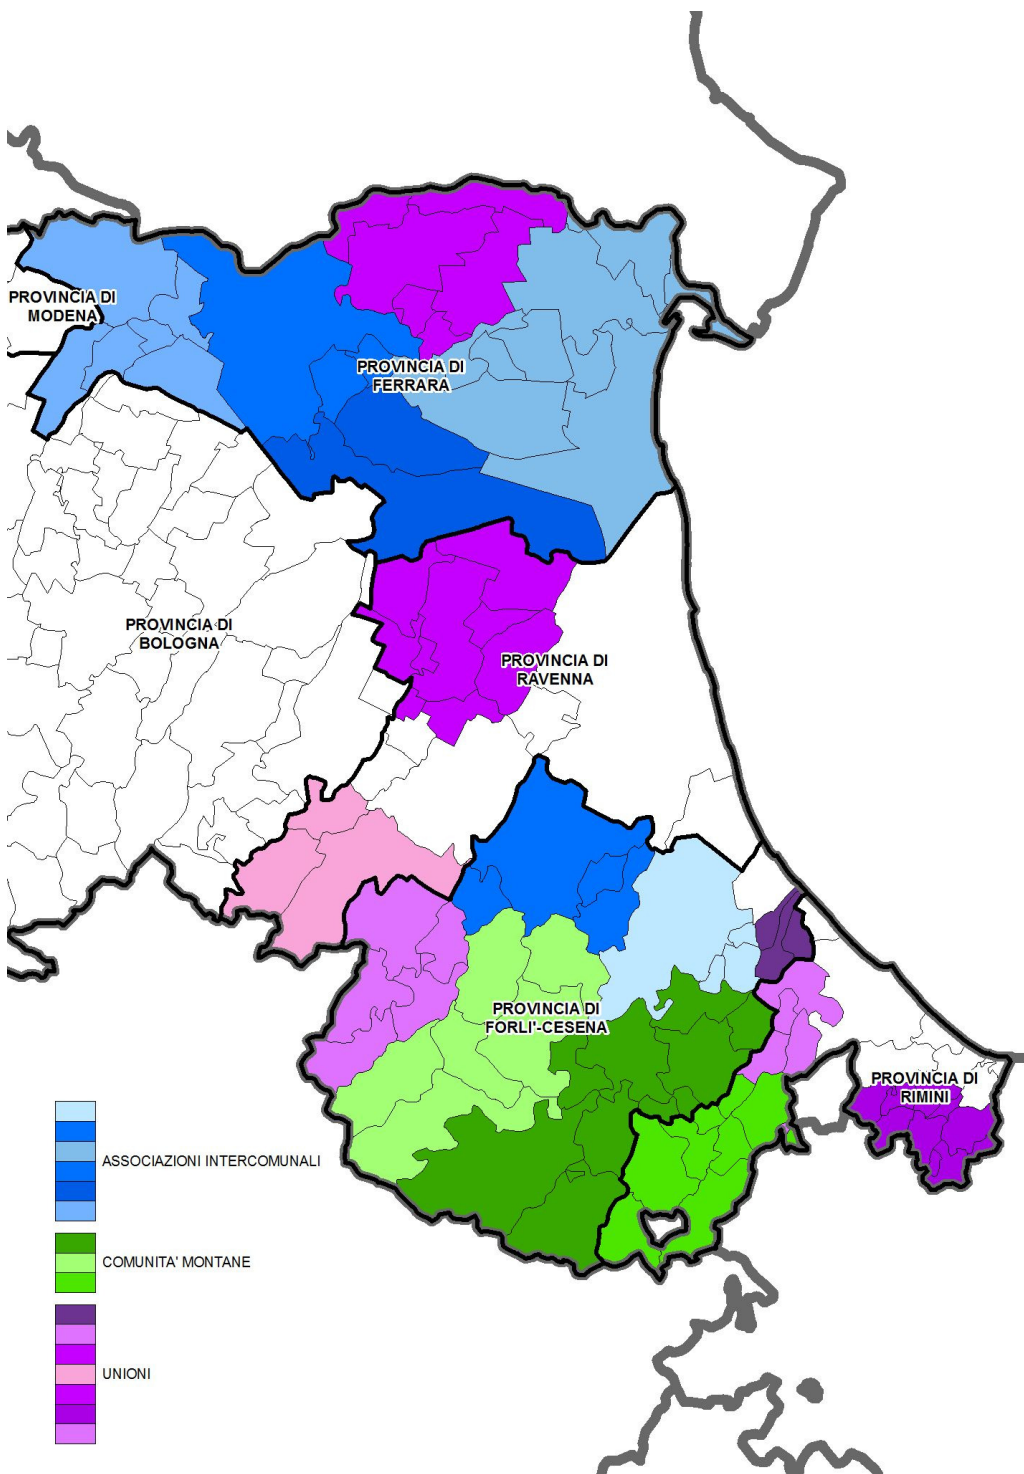 PROVINCIA DI
MODENA
PROVINCIA DI
FERRARA
PROVINCIA DI
BOLOGNA
PROVINCIA DI
RAVENNA
PROVINCIA DI
FORLI'-CESENA
PROVINCIA DI
RIMINI
ASSOCIAZIONI INTERCOMUNALI
COMUNITA' MONTANE
UNIONI